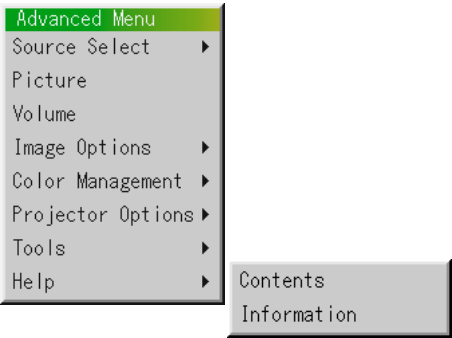 Advanced Menu
Source Select
Picture
Volume
Image Options
Color Management
Projector Options
Tools
Help
Contents
Information